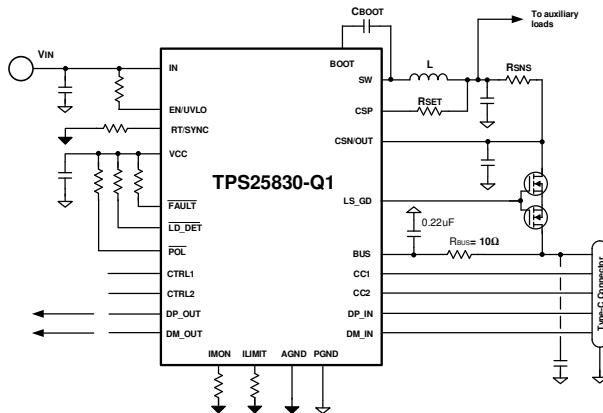 CBOOT
To auxiliary
loads
VIN
IN
BOOT
SW
L
RSNS
EN/UVLO
CSP
RSET
RT/SYNC
CSN/OUT
VCC
TPS25830-Q1
FAULT
LS_GD
LD_DET
0.22uF
POL
BUS
RBUS= 10Ω
CTRL1
CC1
CTRL2
CC2
DP_OUT
DP_IN
DM_OUT
DM_IN
Type-C Connector
IMON
ILIMIT
AGND
PGND